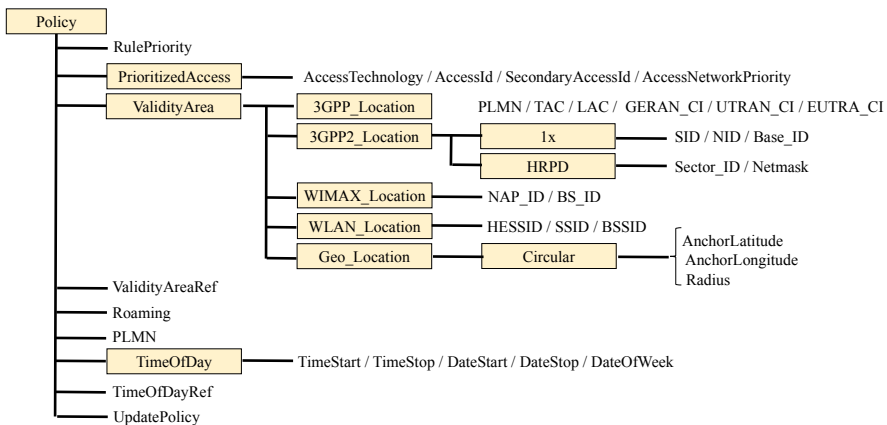 Policy
RulePriority
PrioritizedAccess
AccessTechnology / AccessId / SecondaryAccessId / AccessNetworkPriority
ValidityArea
3GPP_Location
PLMN / TAC / LAC / GERAN_CI / UTRAN_CI / EUTRA_CI
3GPP2_Location
1x
SID / NID / Base_ID
HRPD
Sector_ID / Netmask
WIMAX_Location
NAP_ID / BS_ID
WLAN_Location
HESSID / SSID / BSSID
Geo_Location
Circular
AnchorLatitude
AnchorLongitude
Radius
ValidityAreaRef
Roaming
PLMN
TimeOfDay
TimeStart / TimeStop / DateStart / DateStop / DateOfWeek
TimeOfDayRef
UpdatePolicy